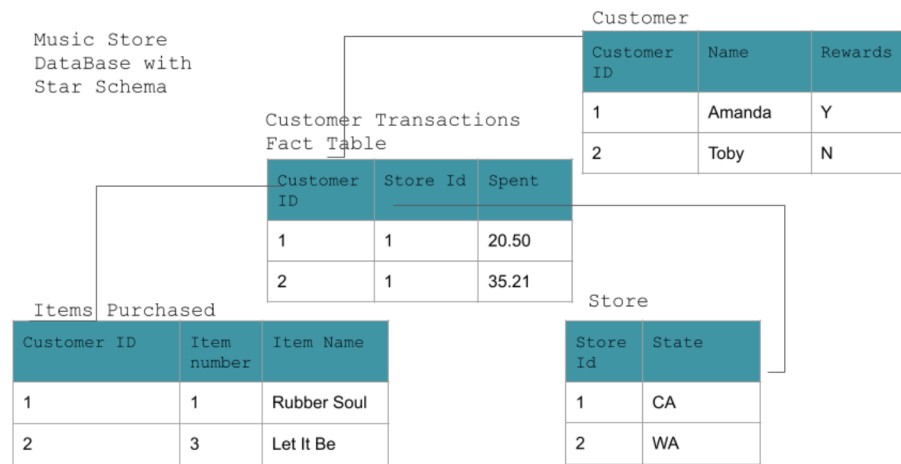 Music Store
DataBase with
Star Schema
Customer
Customer ID Name Rewards
1 Amanda Y
2 Toby N
Customer Transactions
Fact Table
Customer ID Store Id Spent
1 1 20.50
2 1 35.21
Items Purchased
Customer ID Item number Item Name
1 1 Rubber Soul
2 3 Let It Be
Store
Store Id State
1 CA
2 WA